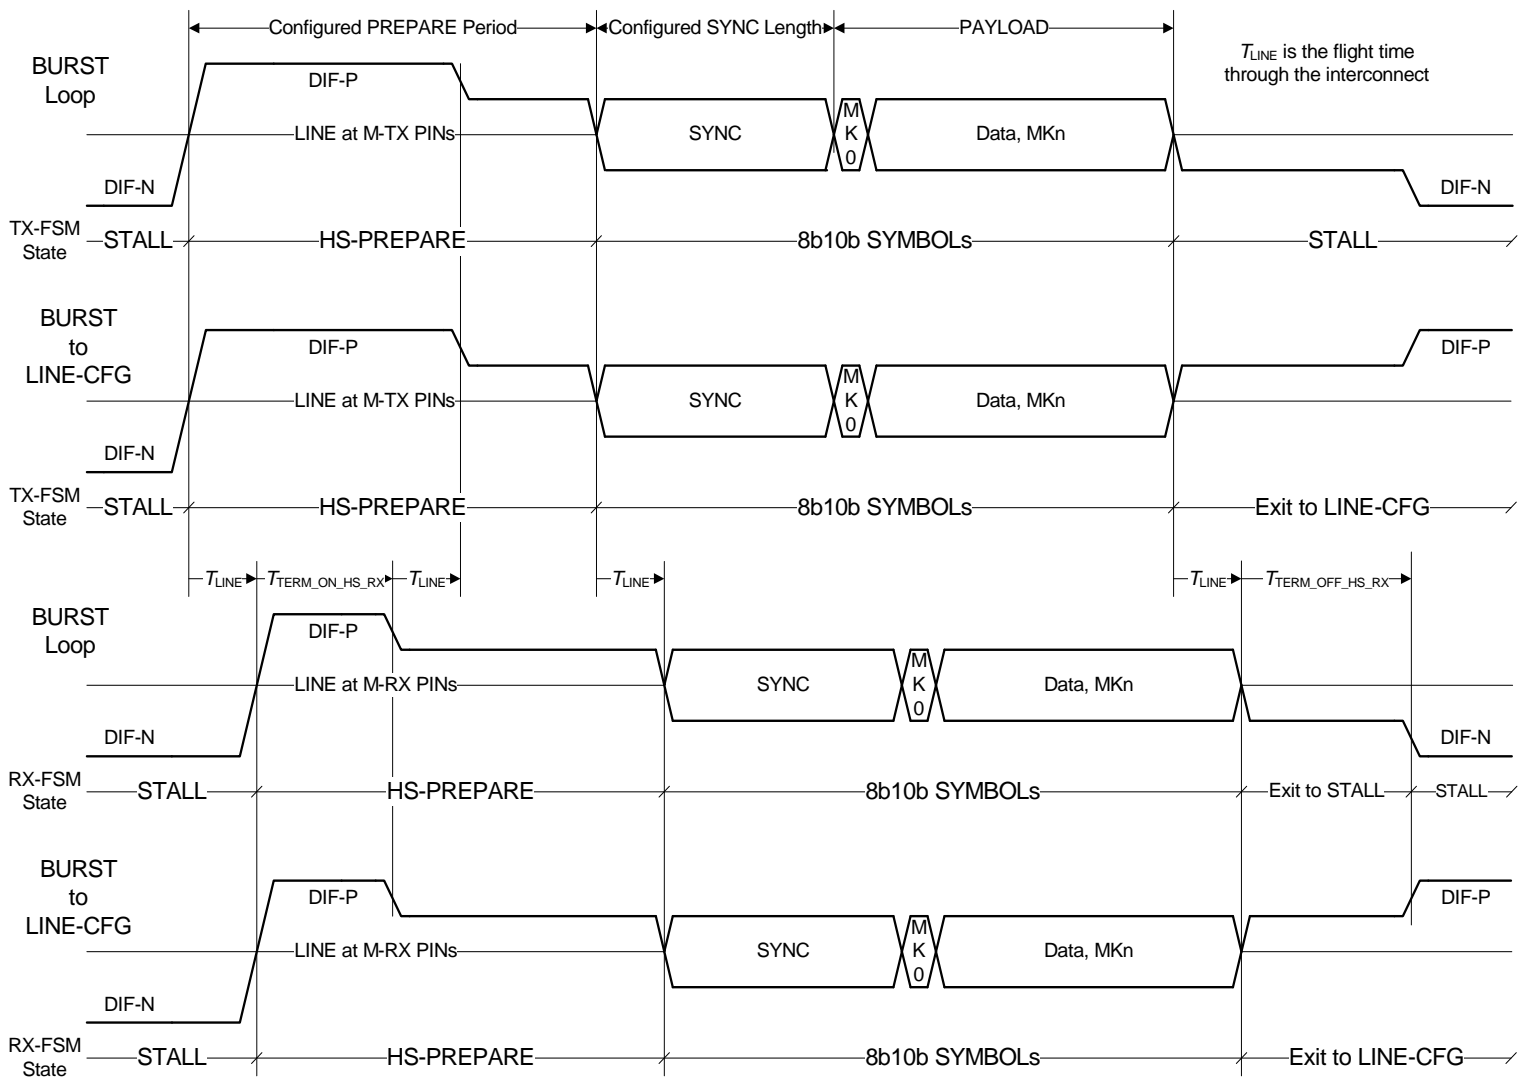 Configured PREPARE Period
Configured SYNC Length
PAYLOAD
TLINE is the flight time
through the interconnect
BURST
Loop
DIF-P
LINE at M-TX PINs
SYNC
M
K
0
Data, MKn
DIF-N
DIF-N
TX-FSM
State
STALL
HS-PREPARE
8b10b SYMBOLs
STALL
BURST
to
LINE-CFG
DIF-P
LINE at M-TX PINs
SYNC
M
K
0
Data, MKn
DIF-P
DIF-N
TX-FSM
State
STALL
HS-PREPARE
8b10b SYMBOLs
Exit to LINE-CFG
TLINE
TTERM_ON_HS_RX
TLINE
TLINE
TLINE
TTERM_OFF_HS_RX
BURST
Loop
DIF-P
LINE at M-RX PINs
SYNC
M
K
0
Data, MKn
DIF-N
DIF-N
RX-FSM
State
STALL
HS-PREPARE
8b10b SYMBOLs
Exit to STALL
STALL
BURST
to
LINE-CFG
DIF-P
LINE at M-RX PINs
SYNC
M
K
0
Data, MKn
DIF-P
DIF-N
RX-FSM
State
STALL
HS-PREPARE
8b10b SYMBOLs
Exit to LINE-CFG